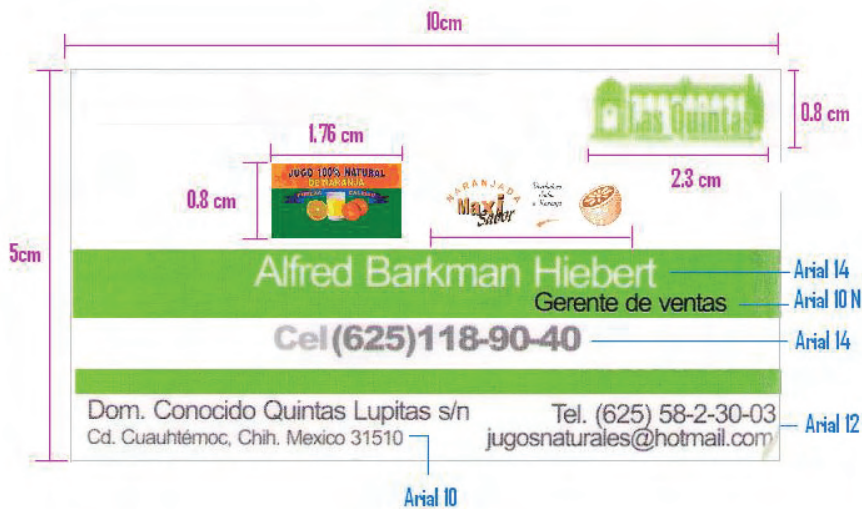 10cm
Las Quintas
0.8 cm
1.76 cm
2.3 cm
JUGO 100% NATURAL
DE NARANJA
0.8 cm
NARANJADA
Maxi
Sabor
5cm
Alfred Barkman Hiebert
Arial 14
Gerente de ventas
Arial 10 N
Cel(625)118-90-40
Arial 14
Dom. Conocido Quintas Lupitas s/n
Tel. (625) 58-2-30-03
Arial 12
Cd. Cuauhtémoc, Chih. Mexico 31510
jugosnaturales@hotmail.com
Arial 10